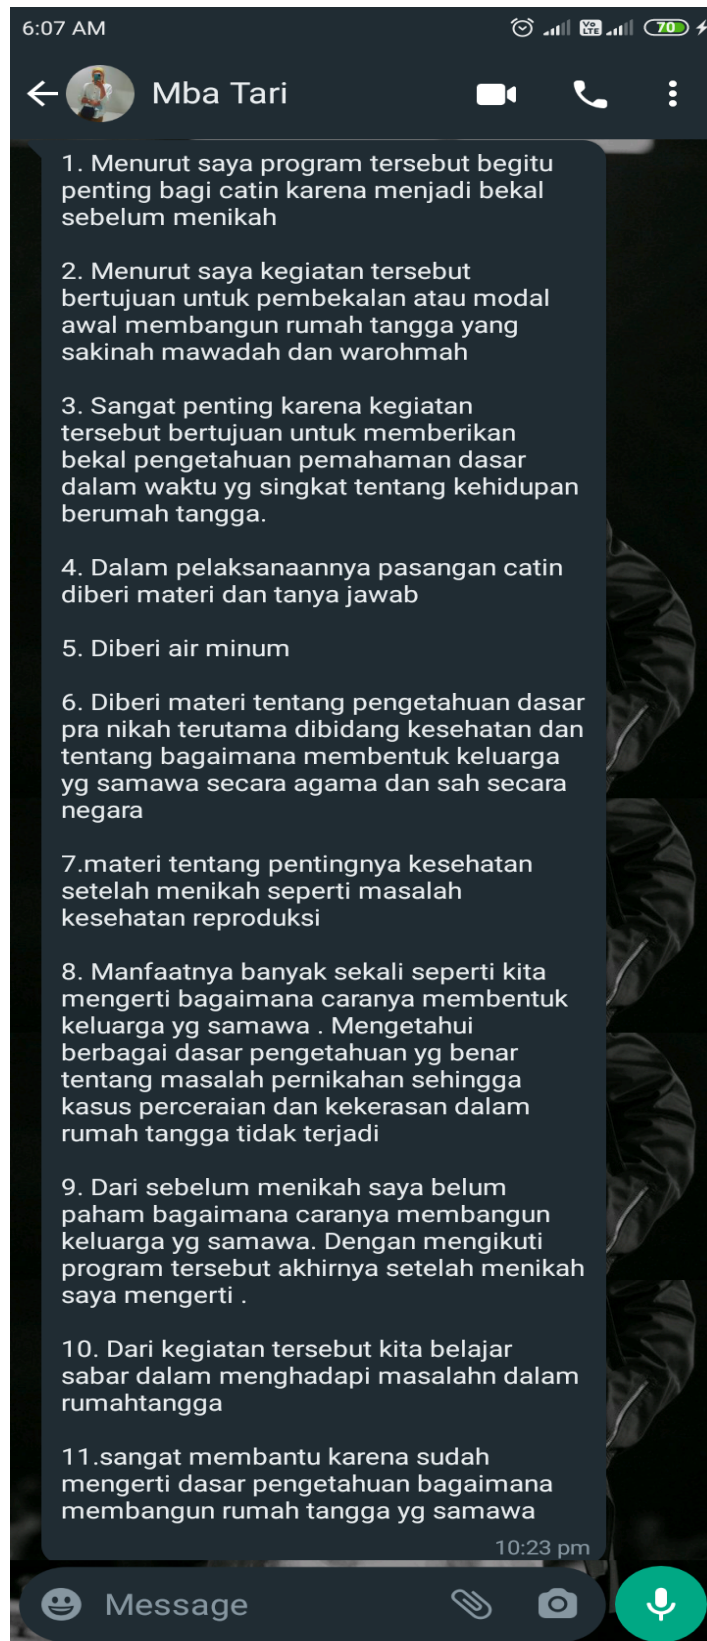 6:07 AM
Vo LTE
70
Mba Tari
1. Menurut saya program tersebut begitu
penting bagi catin karena menjadi bekal
sebelum menikah
2. Menurut saya kegiatan tersebut
bertujuan untuk pembekalan atau modal
awal membangun rumah tangga yang
sakinah mawadah dan warohmah
3. Sangat penting karena kegiatan
tersebut bertujuan untuk memberikan
bekal pengetahuan pemahaman dasar
dalam waktu yg singkat tentang kehidupan
berumah tangga.
4. Dalam pelaksanaannya pasangan catin
diberi materi dan tanya jawab
5. Diberi air minum
6. Diberi materi tentang pengetahuan dasar
pra nikah terutama dibidang kesehatan dan
tentang bagaimana membentuk keluarga
yg samawa secara agama dan sah secara
negara
7.materi tentang pentingnya kesehatan
setelah menikah seperti masalah
kesehatan reproduksi
8. Manfaatnya banyak sekali seperti kita
mengerti bagaimana caranya membentuk
keluarga yg samawa . Mengetahui
berbagai dasar pengetahuan yg benar
tentang masalah pernikahan sehingga
kasus perceraian dan kekerasan dalam
rumah tangga tidak terjadi
9. Dari sebelum menikah saya belum
paham bagaimana caranya membangun
keluarga yg samawa. Dengan mengikuti
program tersebut akhirnya setelah menikah
saya mengerti .
10. Dari kegiatan tersebut kita belajar
sabar dalam menghadapi masalahn dalam
rumahtangga
11.sangat membantu karena sudah
mengerti dasar pengetahuan bagaimana
membangun rumah tangga yg samawa
10:23 pm
Message